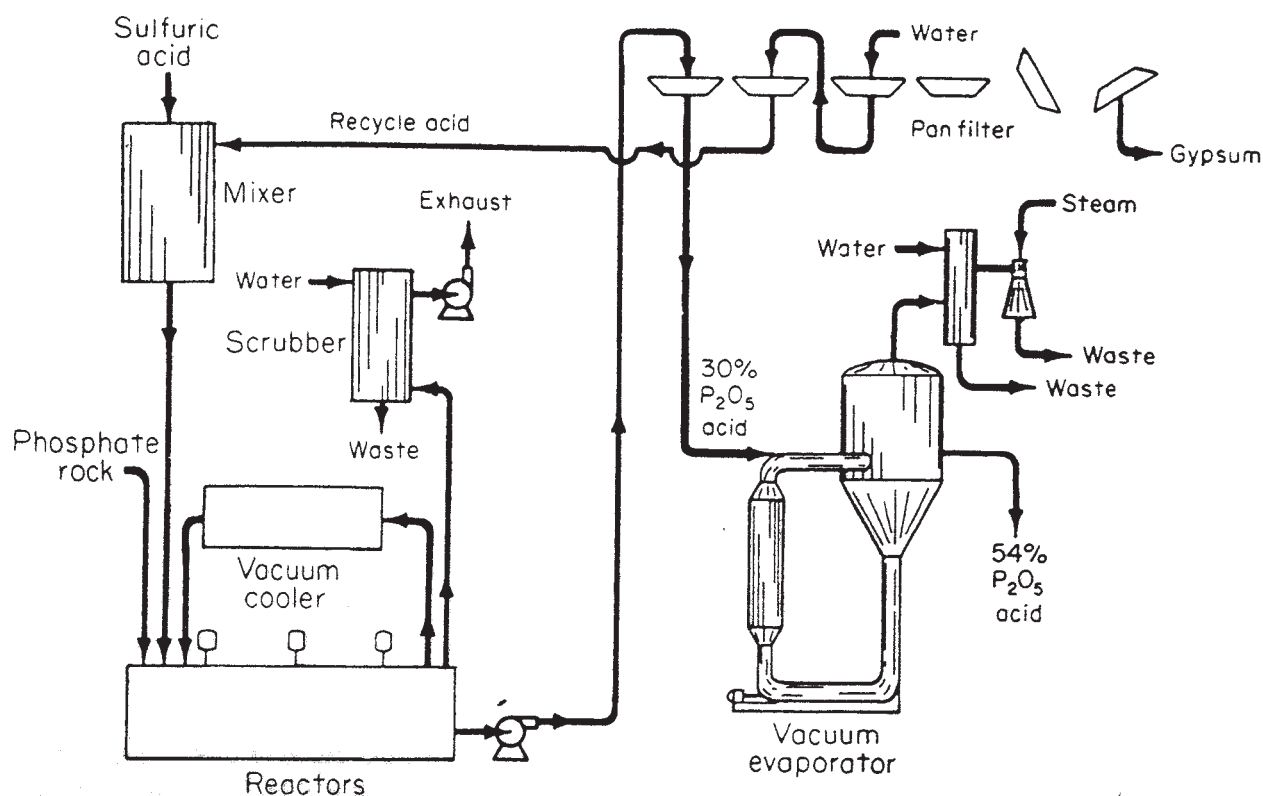 Sulfuric
acid
Water
Pan filter
Gypsum
Recycle acid
Mixer
Exhaust
Water
Scrubber
Waste
Steam
Water
Waste
Waste
30%
P₂O₅
acid
Phosphate
rock
Vacuum
cooler
54%
P₂O₅
acid
Reactors
Vacuum
evaporator